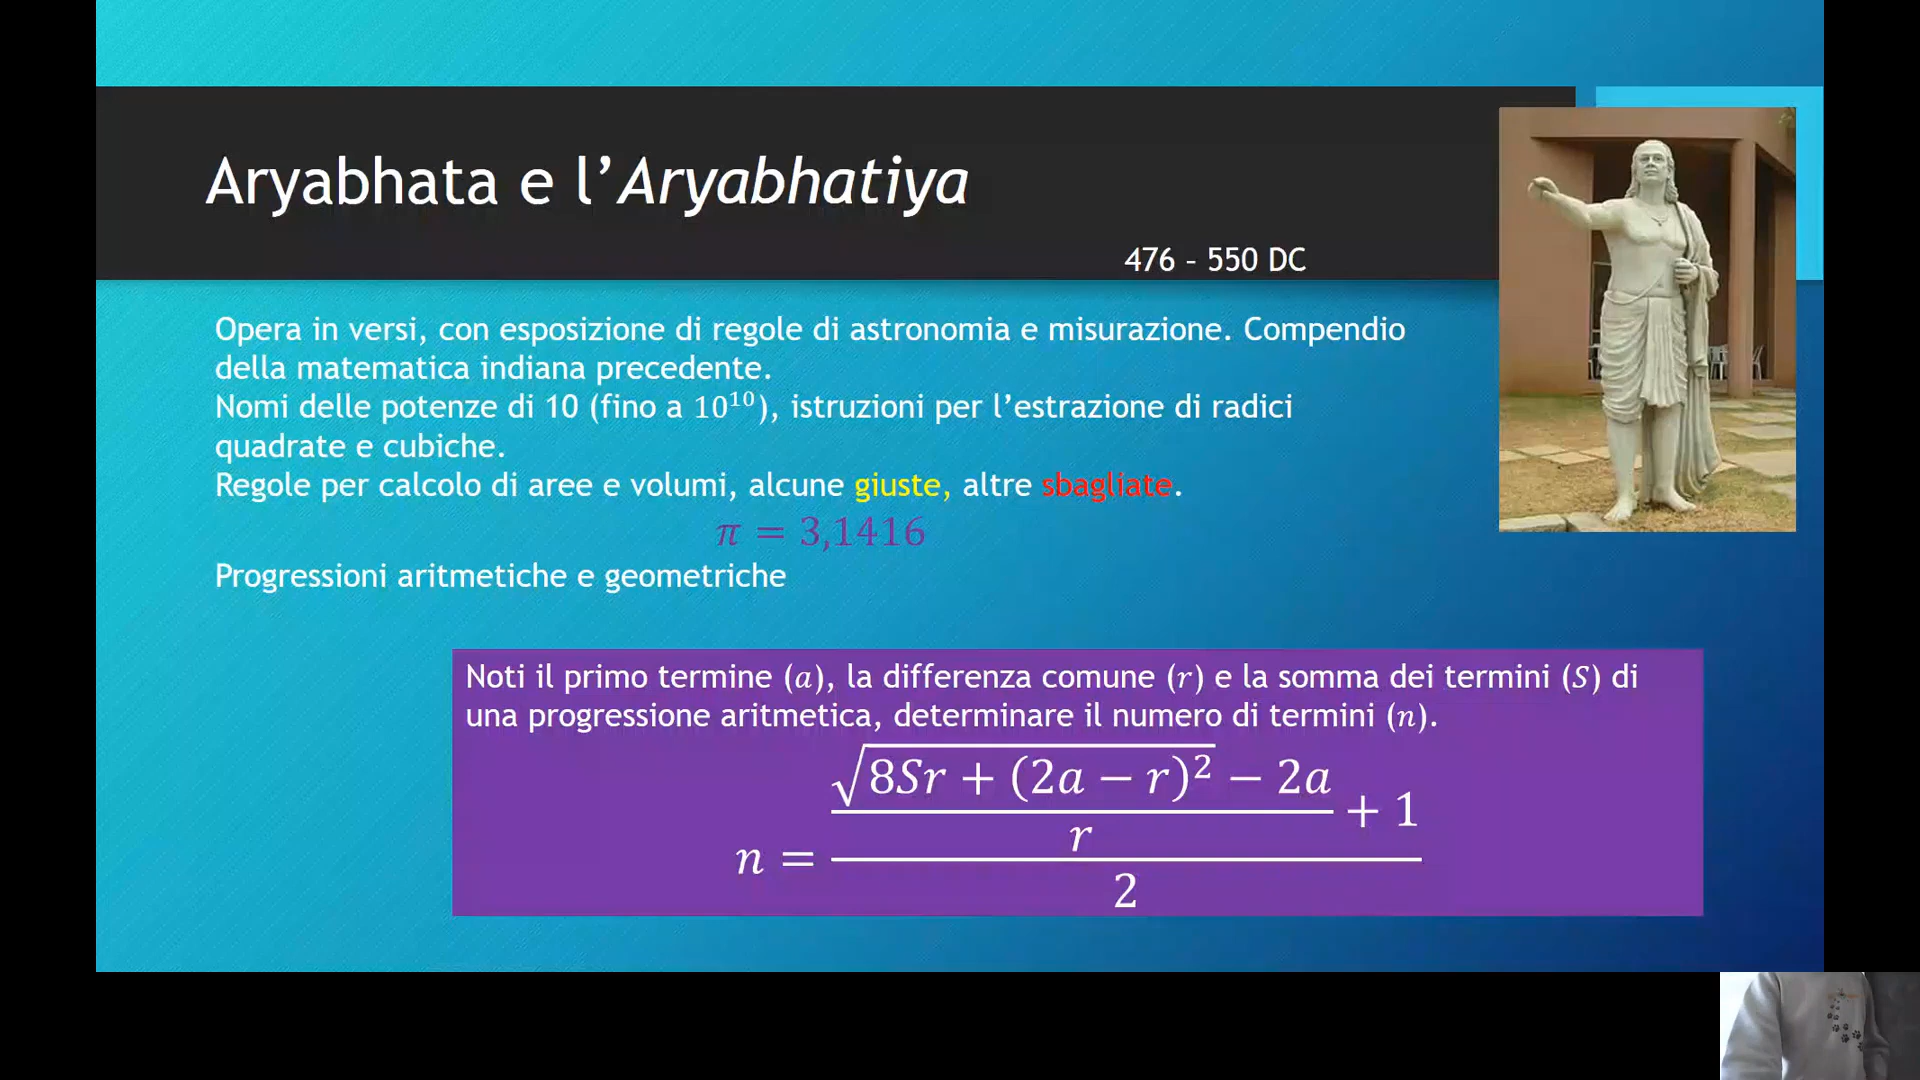 Aryabhata e l’Aryabhatiya
476 – 550 DC
Opera in versi, con esposizione di regole di astronomia e misurazione. Compendio
della matematica indiana precedente.
Nomi delle potenze di 10 (fino a 10¹⁰), istruzioni per l’estrazione di radici
quadrate e cubiche.
Regole per calcolo di aree e volumi, alcune giuste, altre sbagliate.
π = 3,1416
Progressioni aritmetiche e geometriche
Noti il primo termine (a), la differenza comune (r) e la somma dei termini (S) di
una progressione aritmetica, determinare il numero di termini (n).
√8Sr + (2a − r)² − 2a
r
+ 1
n =
2